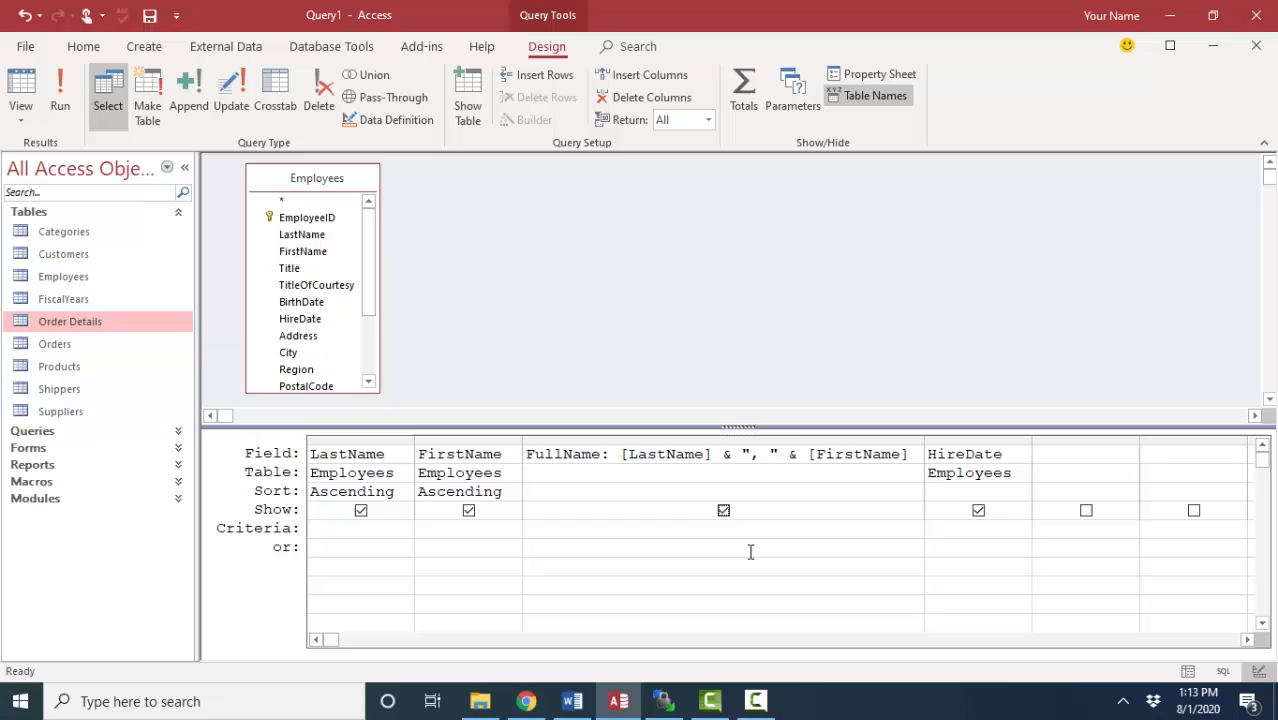 Query1 - Access
Query Tools
Your Name
File
Home
Create
External Data
Database Tools
Add-ins
Help
Design
Search
View
Run
Select
Make Table
Append
Update
Crosstab
Delete
Union
Pass-Through
Data Definition
Show Table
Insert Rows
Delete Rows
Builder
Insert Columns
Delete Columns
Return: All
Totals
Parameters
Property Sheet
XYZ Table Names
Results
Query Type
Query Setup
Show/Hide
All Access Obje...
Search...
Tables
Categories
Customers
Employees
FiscalYears
Order Details
Orders
Products
Shippers
Suppliers
Queries
Forms
Reports
Macros
Modules
Employees
*
EmployeeID
LastName
FirstName
Title
TitleOfCourtesy
BirthDate
HireDate
Address
City
Region
PostalCode
Field: LastName FirstName FullName: [LastName] & ", " & [FirstName] HireDate
Table: Employees Employees Employees
Sort: Ascending Ascending
Show:
Criteria:
or:
Ready
SQL
Type here to search
1:13 PM
8/1/2020
3